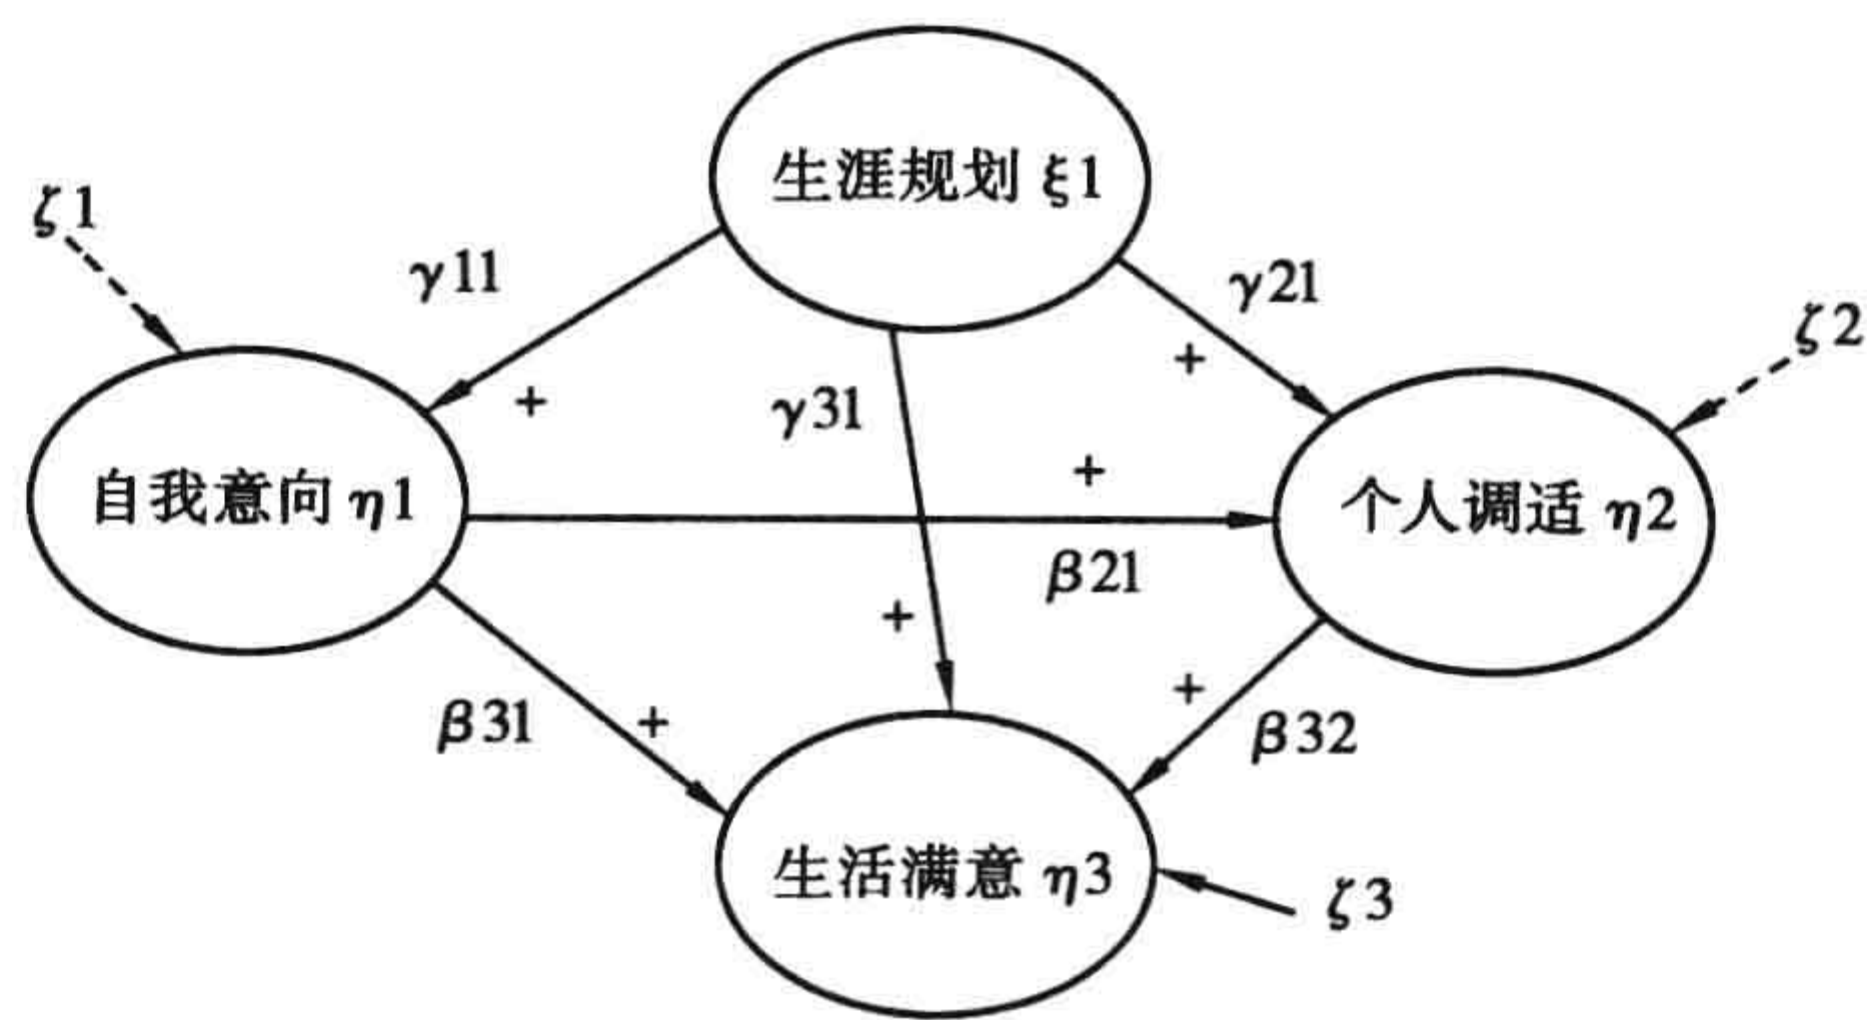 生涯规划 ξ1
ζ1
γ11
γ21
+
+
ζ2
γ31
自我意向 η1
+
个人调适 η2
β21
+
β31
+
+
β32
生活满意 η3
ζ3